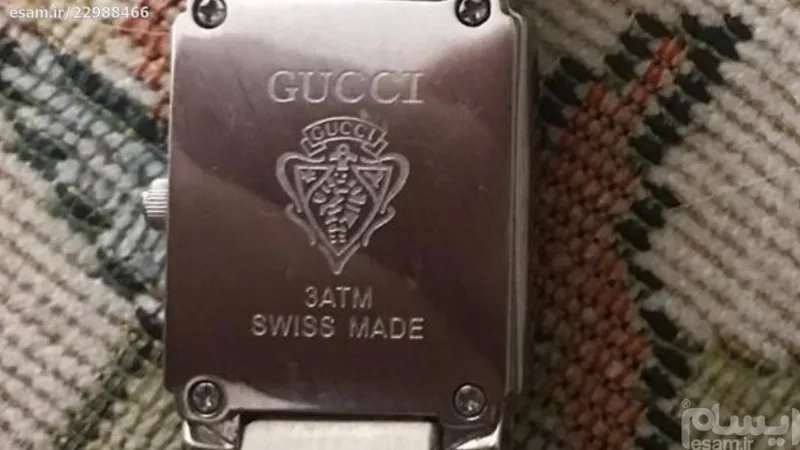 esam.ir/22988466
GUCCI
GUCCI
3ATM
SWISS MADE
ایسام
esam.ir